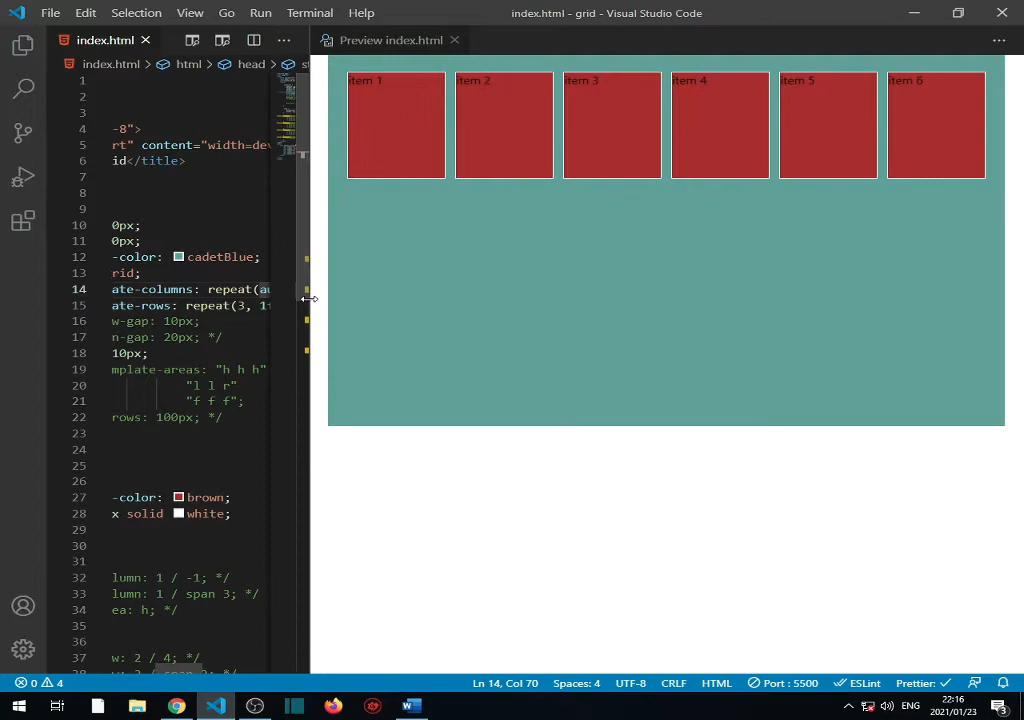 File Edit Selection View Go Run Terminal Help
index.html - grid - Visual Studio Code
index.html
Preview index.html
index.html > html > head >
1
2
3
4 -8">
5 rt" content="width=dev
6 id</title>
7
8
9
10 0px;
11 0px;
12 -color: cadetBlue;
13 rid;
14 ate-columns: repeat(au
15 ate-rows: repeat(3, 1f
16 w-gap: 10px;
17 n-gap: 20px; */
18 10px;
19 mplate-areas: "h h h"
20 "l l r"
21 "f f f";
22 rows: 100px; */
23
24
25
26
27 -color: brown;
28 x solid white;
29
30
31
32 lumn: 1 / -1; */
33 lumn: 1 / span 3; */
34 ea: h; */
35
36
37 w: 2 / 4; */
item 1
item 2
item 3
item 4
item 5
item 6
0 4
Ln 14, Col 70
Spaces: 4
UTF-8
CRLF
HTML
Port : 5500
ESLint
Prettier:
ENG
22:16
2021/01/23
3